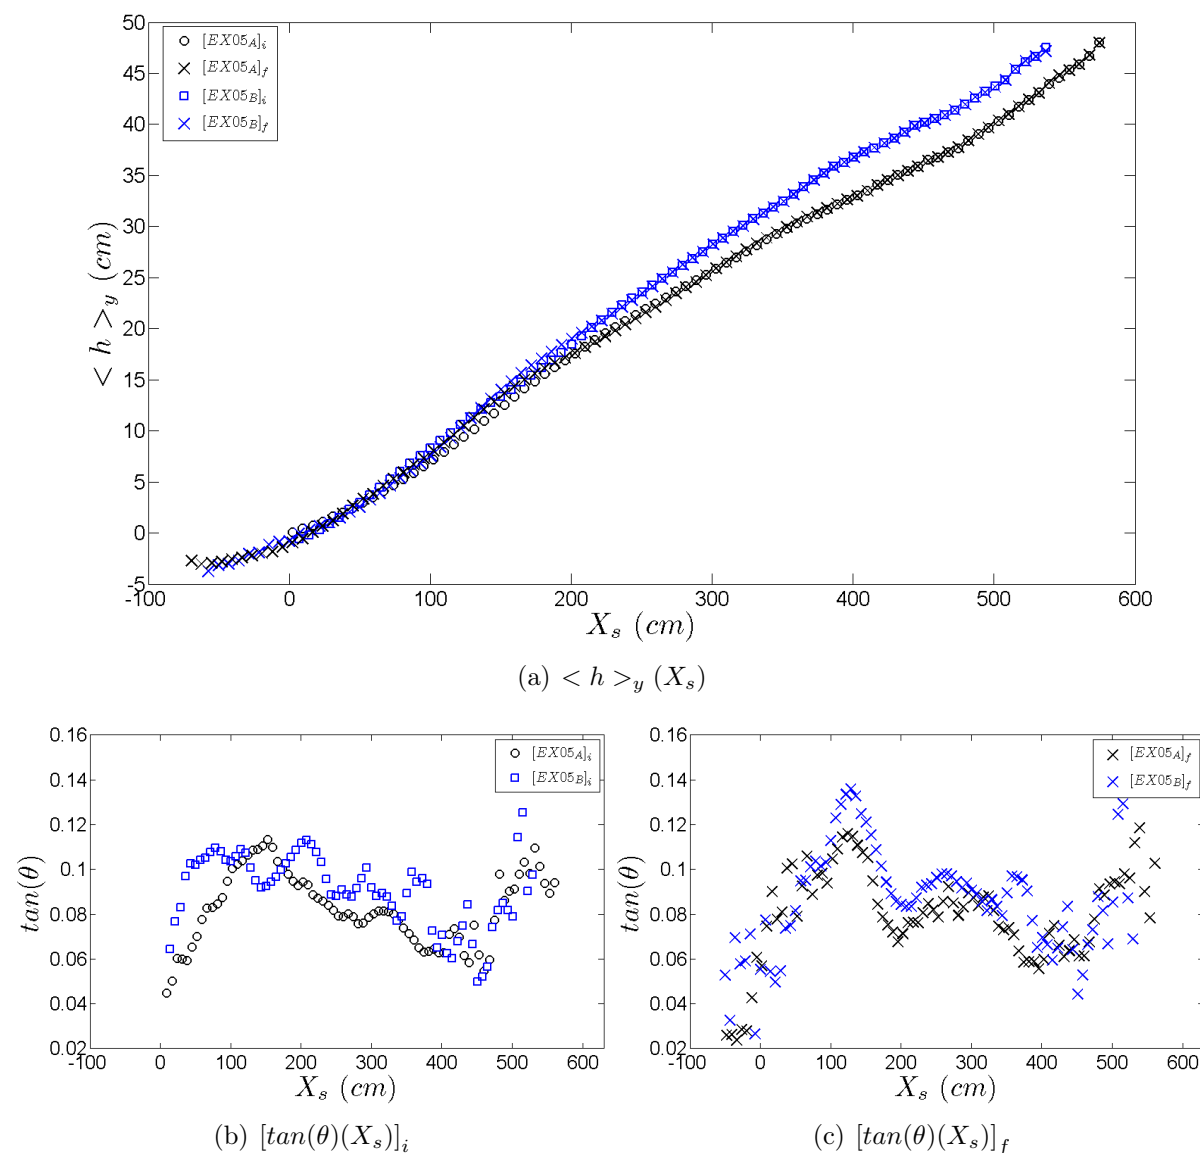 50
45
40
35
30
25
20
15
10
5
0
-5
< h >y (cm)
[EX05A]i
[EX05A]f
[EX05B]i
[EX05B]f
-100 0 100 200 300 400 500 600
Xs (cm)
(a) < h >y (Xs)
0.16
0.14
0.12
0.1
0.08
0.06
0.04
0.02
tan(θ)
[EX05A]i
[EX05B]i
-100 0 100 200 300 400 500 600
Xs (cm)
(b) [tan(θ)(Xs)]i
0.16
0.14
0.12
0.1
0.08
0.06
0.04
0.02
tan(θ)
[EX05A]f
[EX05B]f
-100 0 100 200 300 400 500 600
Xs (cm)
(c) [tan(θ)(Xs)]f